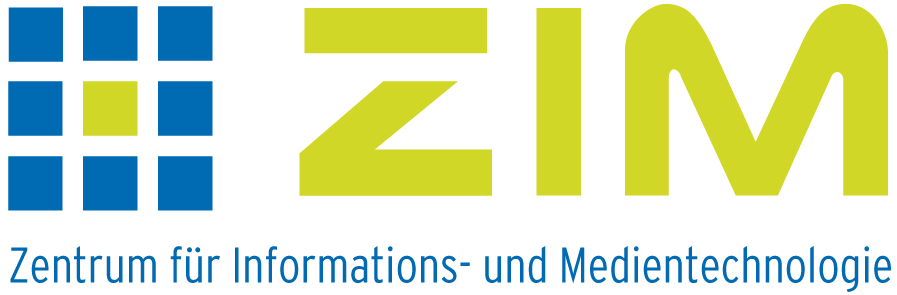 ZIM
Zentrum für Informations- und Medientechnologie